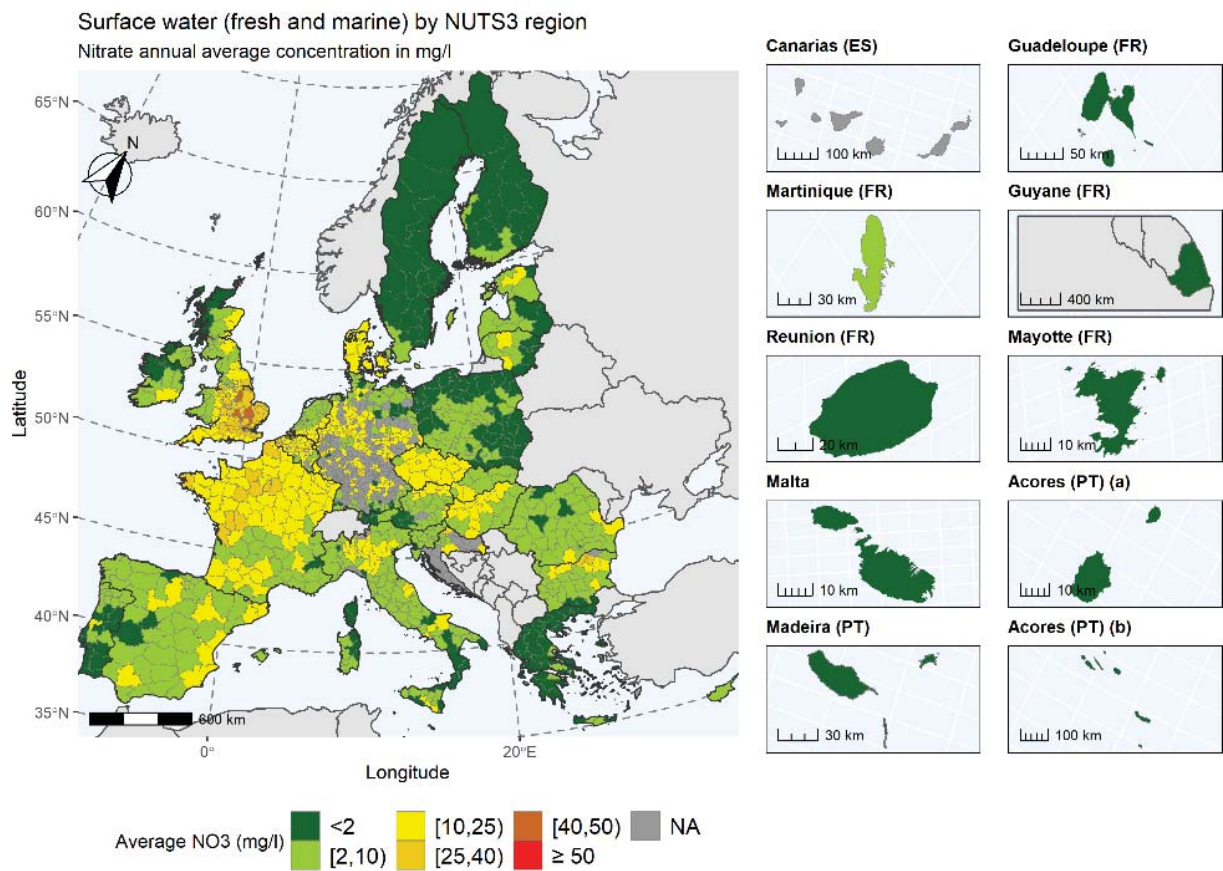 Surface water (fresh and marine) by NUTS3 region
Nitrate annual average concentration in mg/l
65°N
60°N
55°N
50°N
45°N
40°N
35°N
N
Latitude
600 km
0°
20°E
Longitude
Canarias (ES)
100 km
Guadeloupe (FR)
50 km
Martinique (FR)
30 km
Guyane (FR)
400 km
Reunion (FR)
20 km
Mayotte (FR)
10 km
Malta
10 km
Acores (PT) (a)
10 km
Madeira (PT)
30 km
Acores (PT) (b)
100 km
Average NO3 (mg/l)
<2
[10,25)
[40,50)
NA
[2,10)
[25,40)
≥ 50